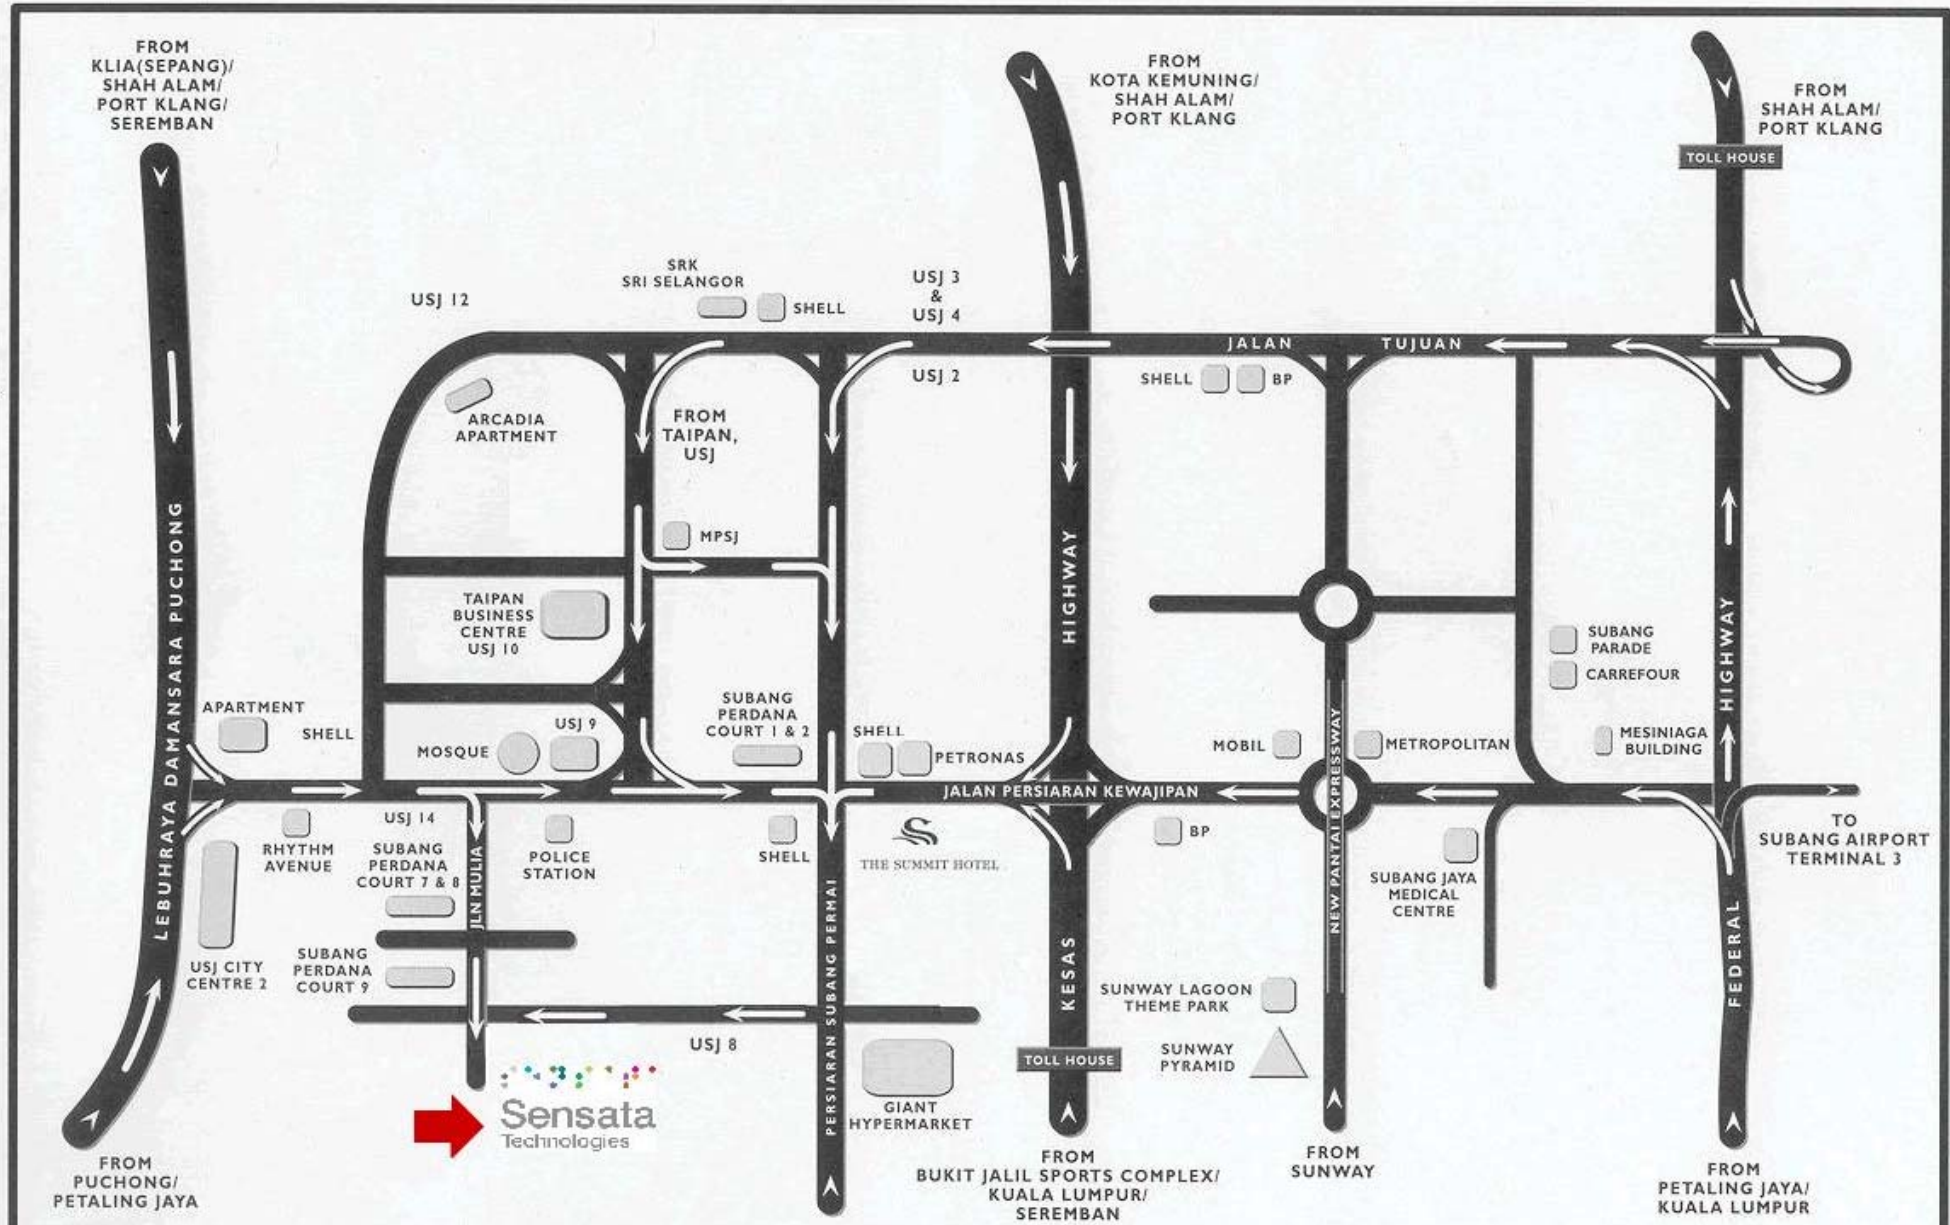 FROM
KLIA(SEPANG)/
SHAH ALAM/
PORT KLANG/
SEREMBAN
FROM
KOTA KEMUNING/
SHAH ALAM/
PORT KLANG
FROM
SHAH ALAM/
PORT KLANG
TOLL HOUSE
USJ 12
SRK
SRI SELANGOR
SHELL
USJ 3
&
USJ 4
JALAN TUJUAN
USJ 2
SHELL
BP
ARCADIA
APARTMENT
FROM
TAIPAN,
USJ
MPSJ
TAIPAN
BUSINESS
CENTRE
USJ 10
LEBUHRAYA DAMANSARA PUCHONG
KESAS HIGHWAY
FEDERAL HIGHWAY
SUBANG
PARADE
CARREFOUR
MESINIAGA
BUILDING
APARTMENT
SHELL
MOSQUE
USJ 9
SUBANG
PERDANA
COURT 1 & 2
SHELL
PETRONAS
MOBIL
METROPOLITAN
NEW PANTAI EXPRESSWAY
JALAN PERSIARAN KEWAJIPAN
RHYTHM
AVENUE
USJ 14
SUBANG
PERDANA
COURT 7 & 8
JLN MULIA
POLICE
STATION
SHELL
THE SUMMIT HOTEL
BP
SUBANG JAYA
MEDICAL
CENTRE
TO
SUBANG AIRPORT
TERMINAL 3
USJ CITY
CENTRE 2
SUBANG
PERDANA
COURT 9
PERSIARAN SUBANG PERMAI
USJ 8
SUNWAY LAGOON
THEME PARK
SUNWAY
PYRAMID
TOLL HOUSE
GIANT
HYPERMARKET
Sensata
Technologies
FROM
PUCHONG/
PETALING JAYA
FROM
BUKIT JALIL SPORTS COMPLEX/
KUALA LUMPUR/
SEREMBAN
FROM
SUNWAY
FROM
PETALING JAYA/
KUALA LUMPUR